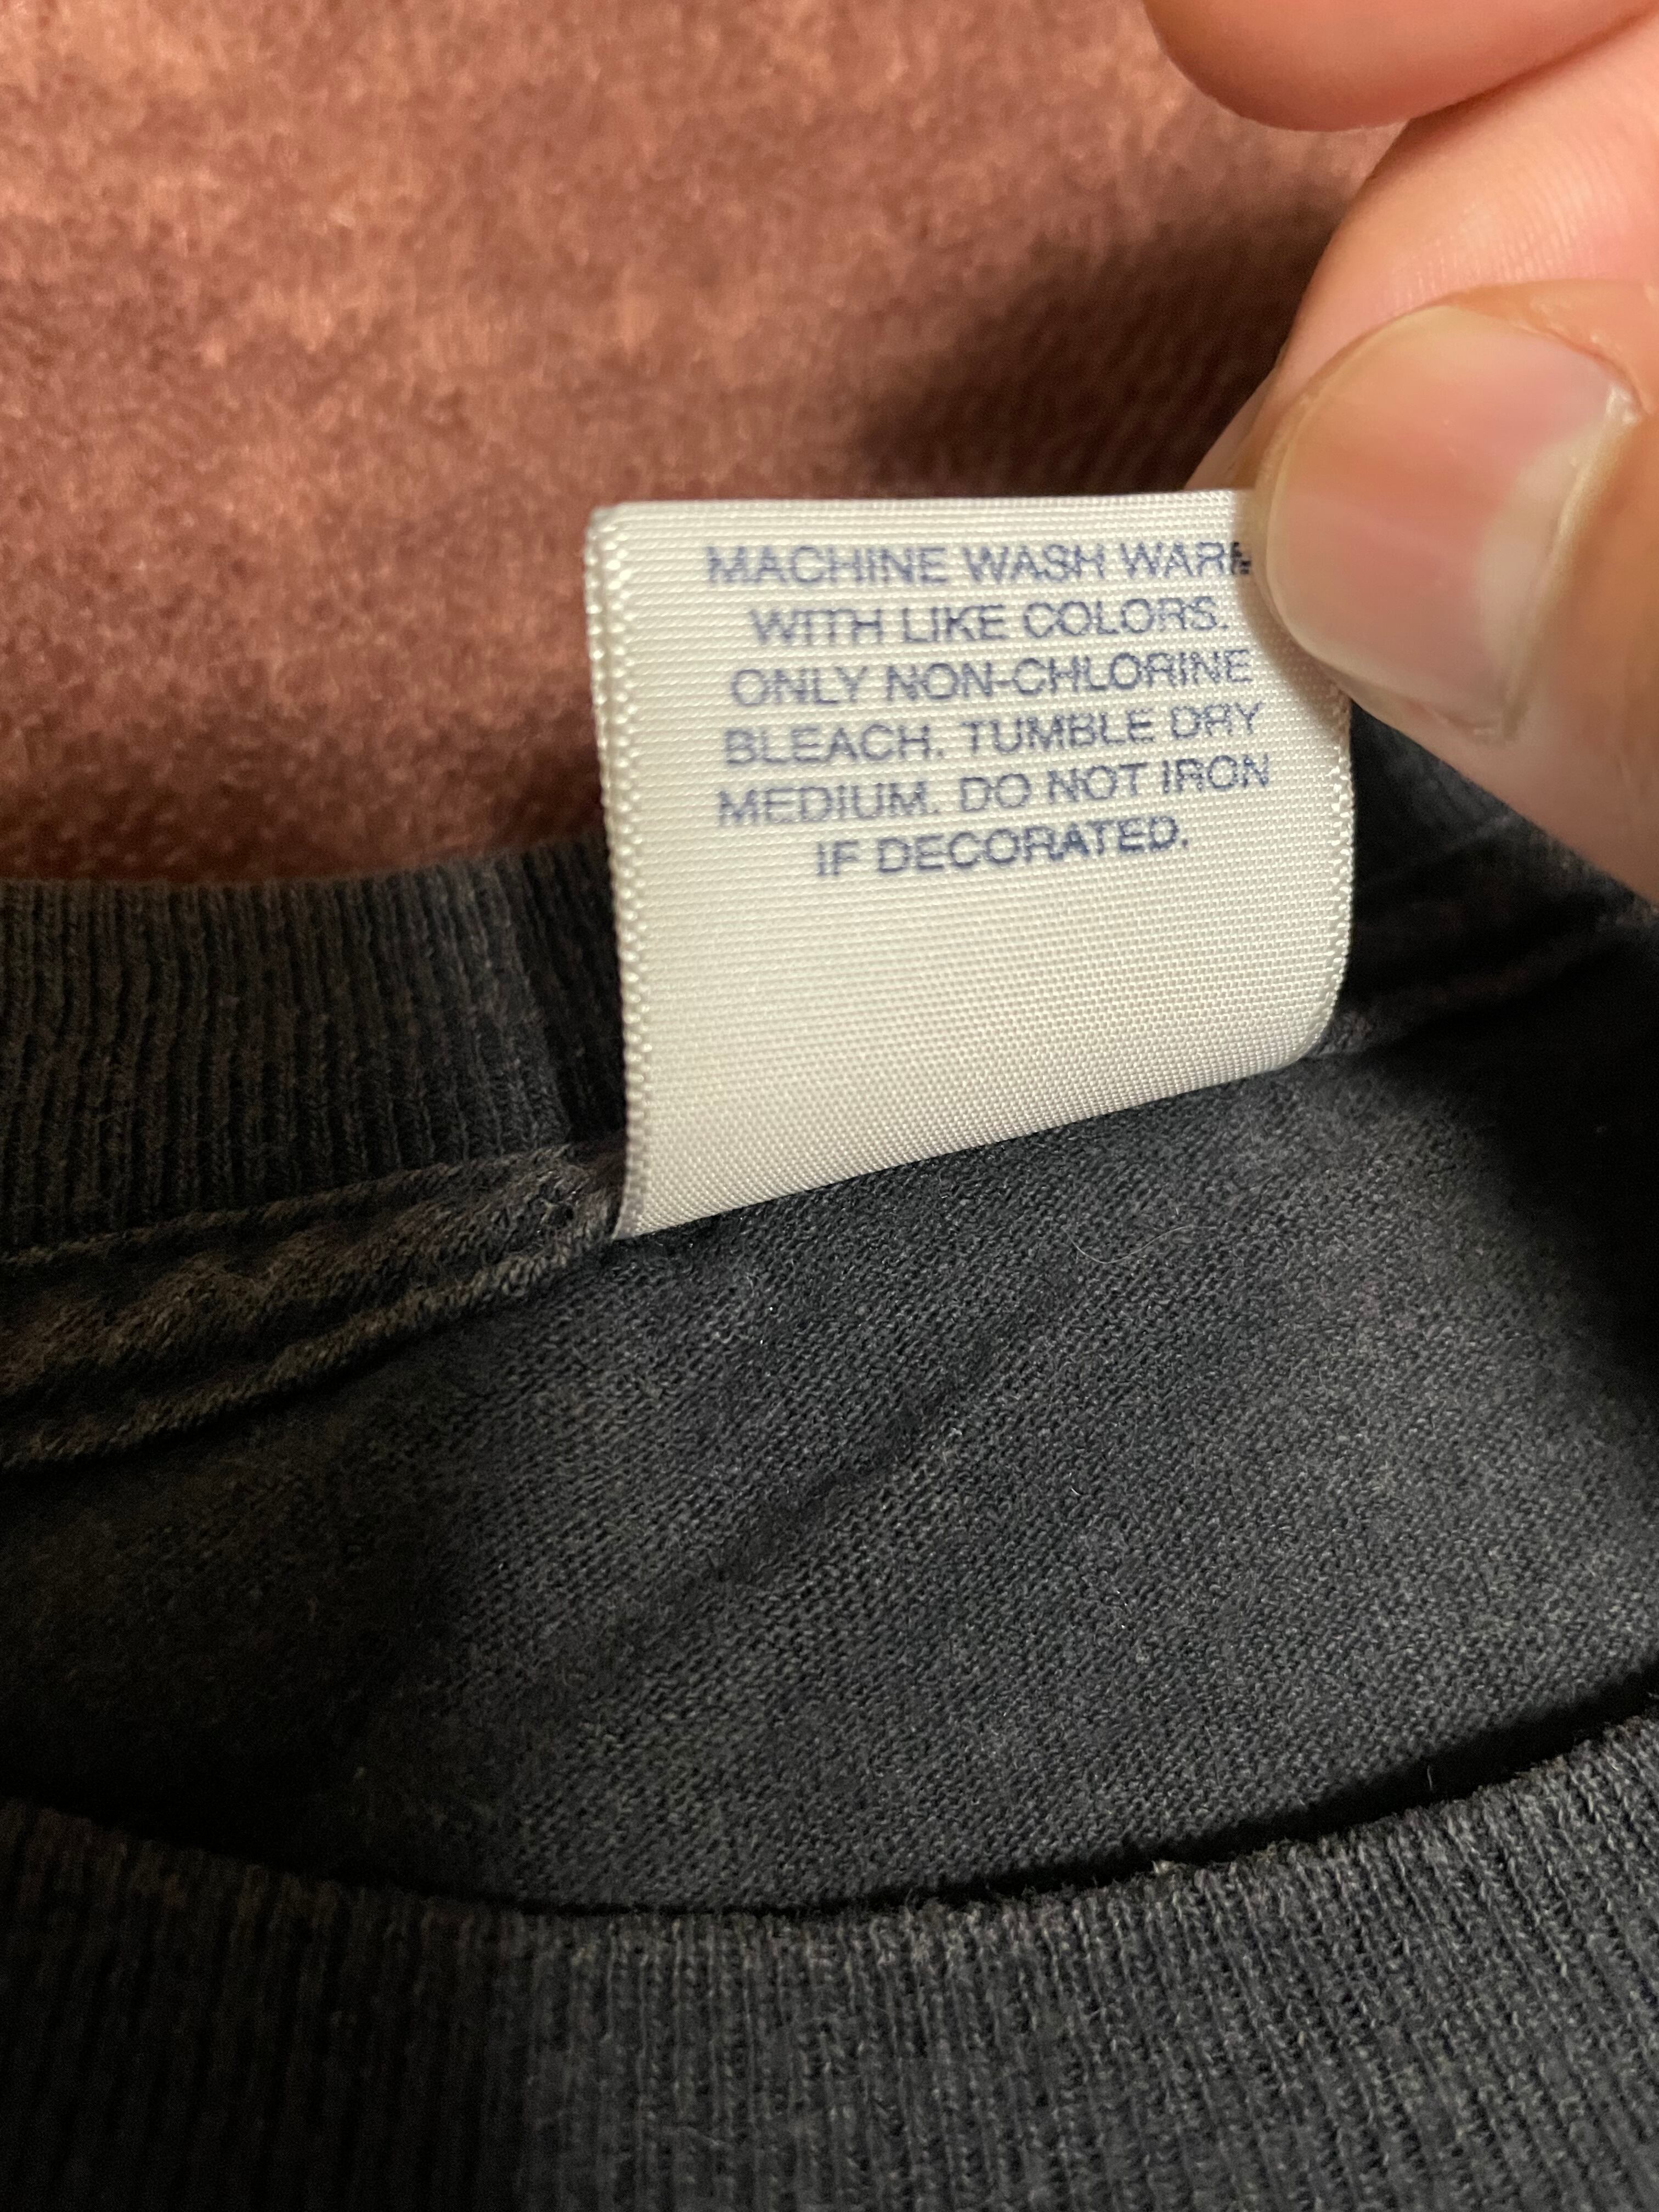 MACHINE WASH WARM
WITH LIKE COLORS.
ONLY NON-CHLORINE
BLEACH. TUMBLE DRY
MEDIUM. DO NOT IRON
IF DECORATED.